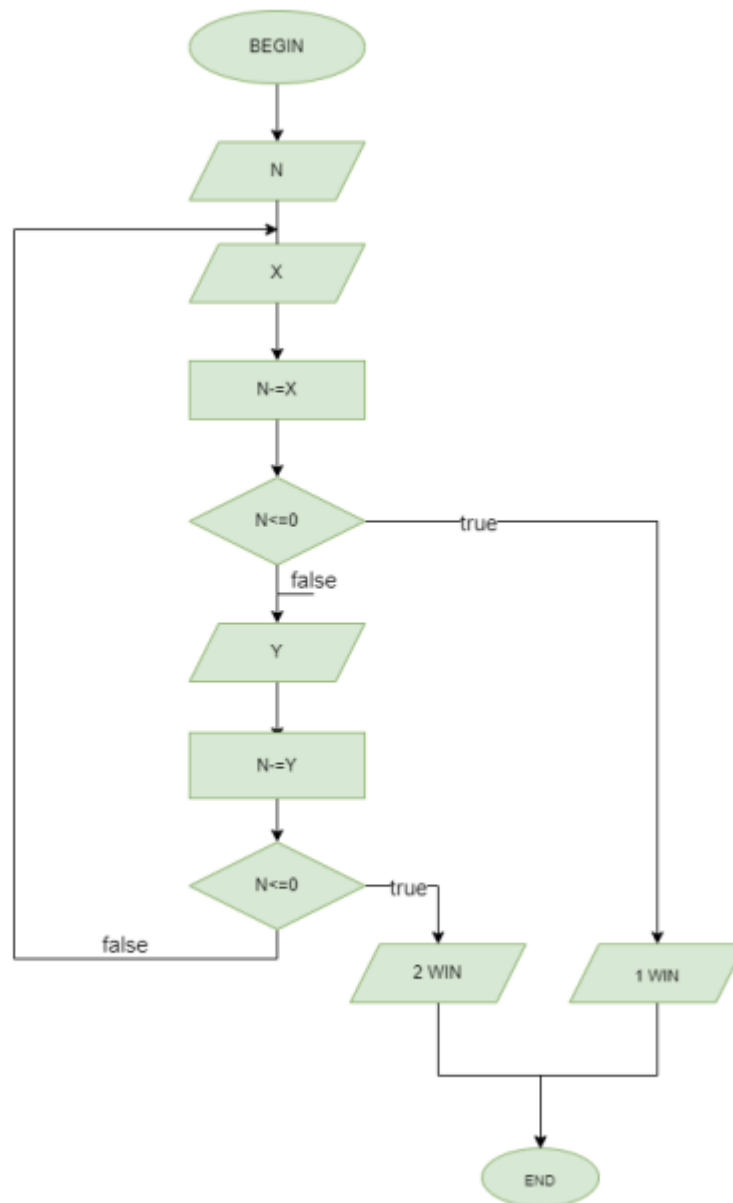 BEGIN
N
X
N-=X
N<=0
true
false
Y
N-=Y
N<=0
true
false
2 WIN
1 WIN
END